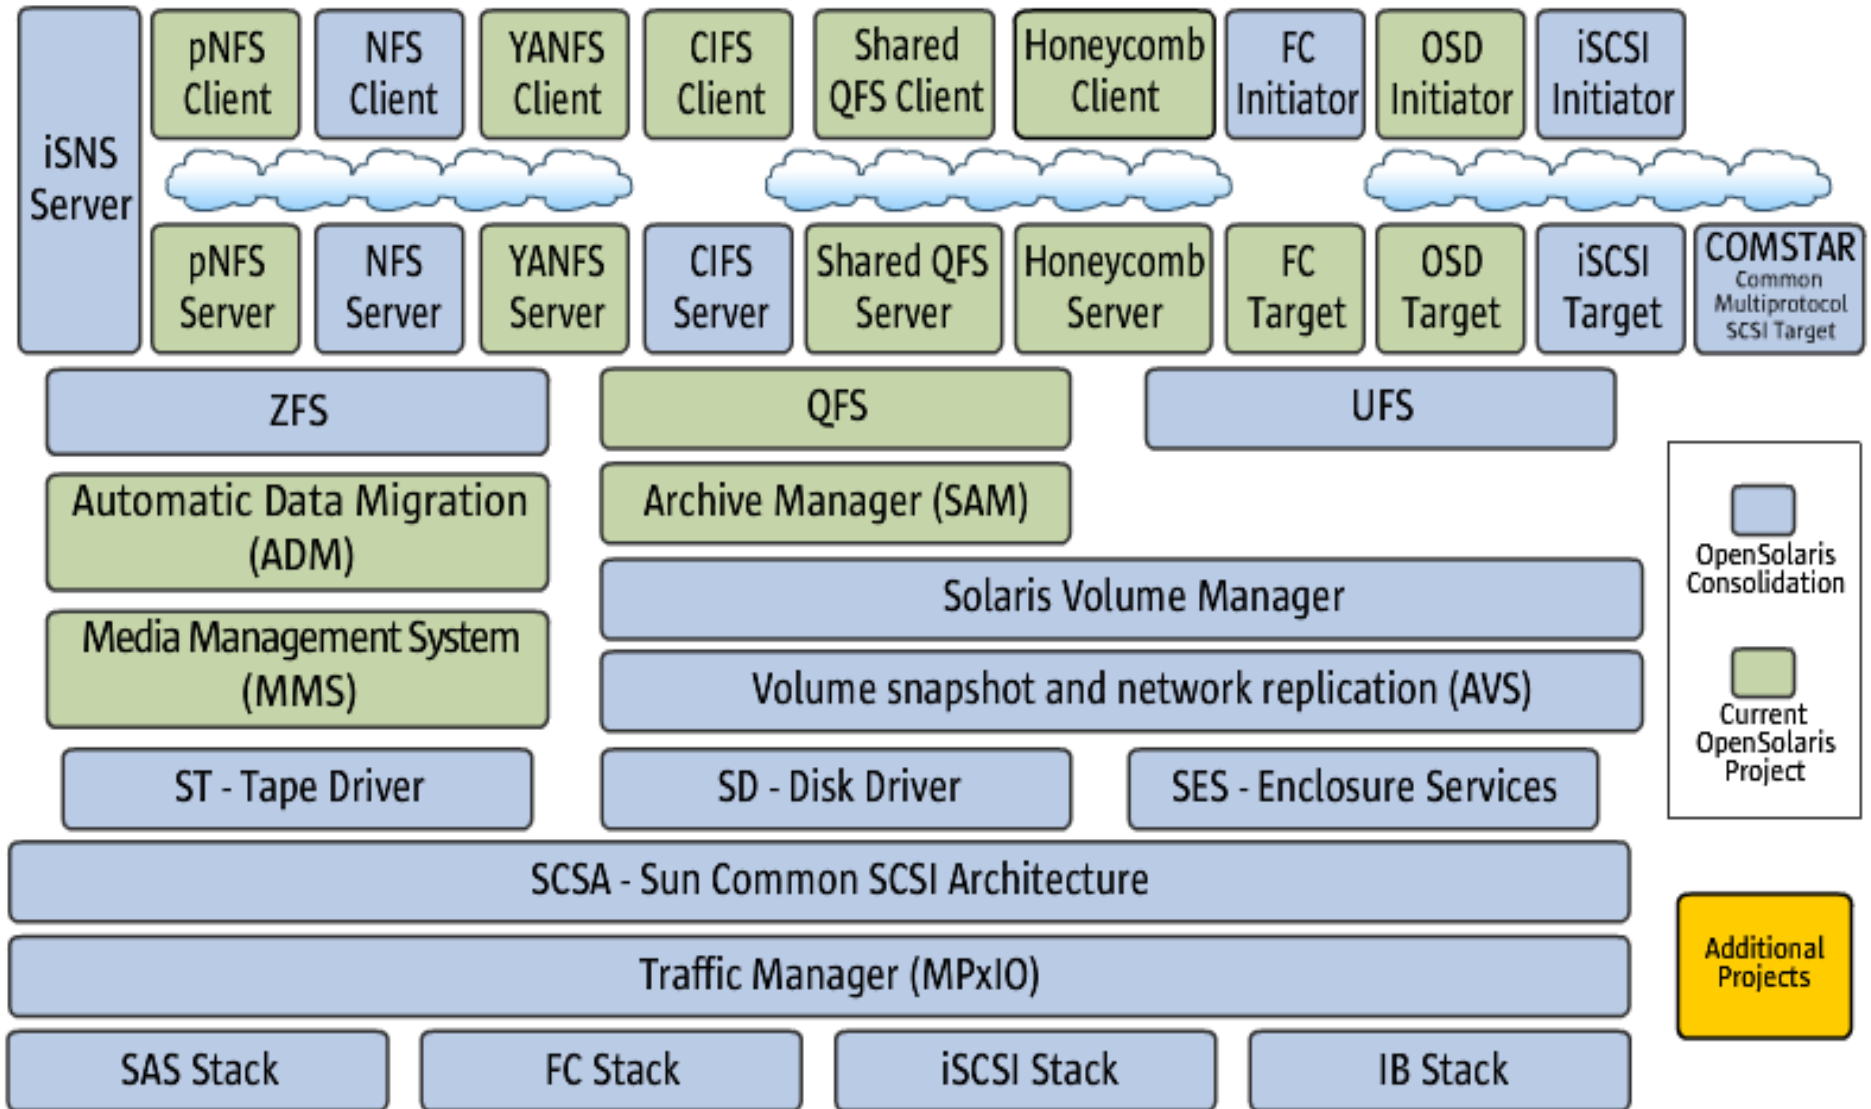 iSNS
Server
pNFS
Client
NFS
Client
YANFS
Client
CIFS
Client
Shared
QFS Client
Honeycomb
Client
FC
Initiator
OSD
Initiator
iSCSI
Initiator
pNFS
Server
NFS
Server
YANFS
Server
CIFS
Server
Shared QFS
Server
Honeycomb
Server
FC
Target
OSD
Target
iSCSI
Target
COMSTAR
Common
Multiprotocol
SCSI Target
ZFS
QFS
UFS
Automatic Data Migration
(ADM)
Archive Manager (SAM)
Solaris Volume Manager
Media Management System
(MMS)
Volume snapshot and network replication (AVS)
ST - Tape Driver
SD - Disk Driver
SES - Enclosure Services
SCSA - Sun Common SCSI Architecture
Traffic Manager (MPxIO)
SAS Stack
FC Stack
iSCSI Stack
IB Stack
OpenSolaris
Consolidation
Current
OpenSolaris
Project
Additional
Projects